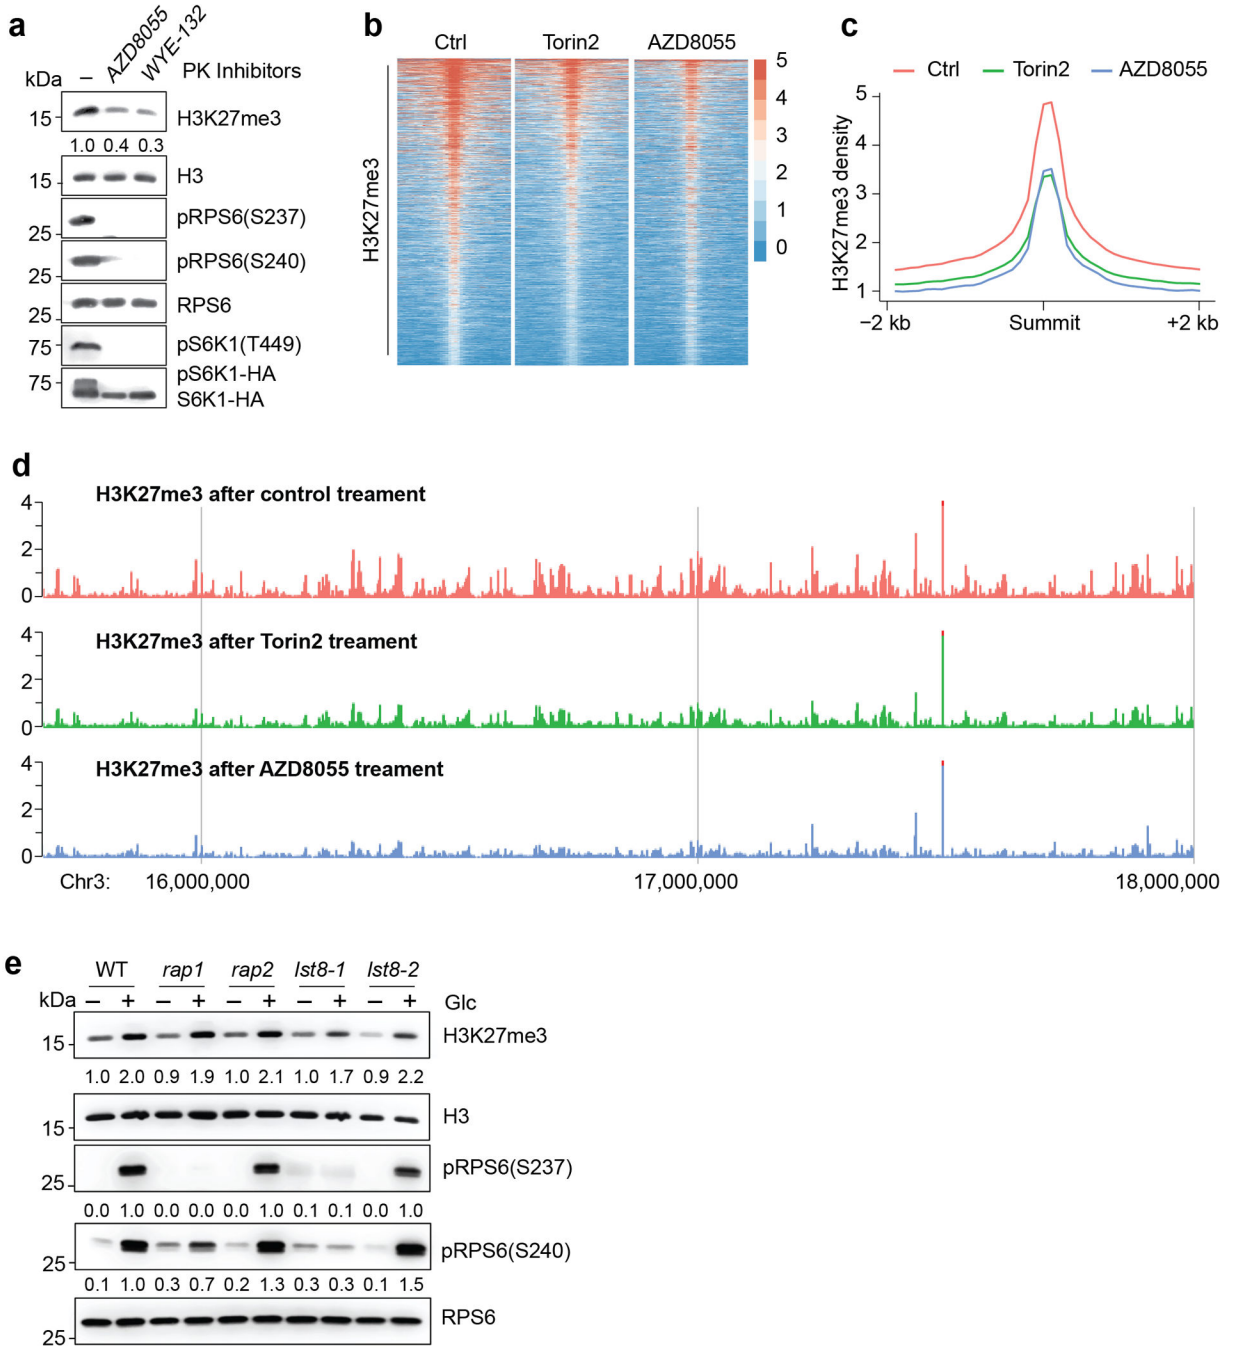 a
AZD8055
WYE-132
kDa
–
PK Inhibitors
15
H3K27me3
1.0 0.4 0.3
15
H3
pRPS6(S237)
25
pRPS6(S240)
25
RPS6
25
75
pS6K1(T449)
pS6K1-HA
75
S6K1-HA
b
Ctrl Torin2 AZD8055
H3K27me3
5
4
3
2
1
0
c
Ctrl Torin2 AZD8055
H3K27me3 density
5
4
3
2
1
−2 kb Summit +2 kb
d
H3K27me3 after control treament
4
2
0
H3K27me3 after Torin2 treament
4
2
0
H3K27me3 after AZD8055 treament
4
2
0
Chr3: 16,000,000 17,000,000 18,000,000
e
WT rap1 rap2 lst8-1 lst8-2
kDa – + – + – + – + – + Glc
H3K27me3
15
1.0 2.0 0.9 1.9 1.0 2.1 1.0 1.7 0.9 2.2
H3
15
pRPS6(S237)
25
0.0 1.0 0.0 0.0 0.0 1.0 0.1 0.1 0.0 1.0
pRPS6(S240)
25
0.1 1.0 0.3 0.7 0.2 1.3 0.3 0.3 0.1 1.5
RPS6
25